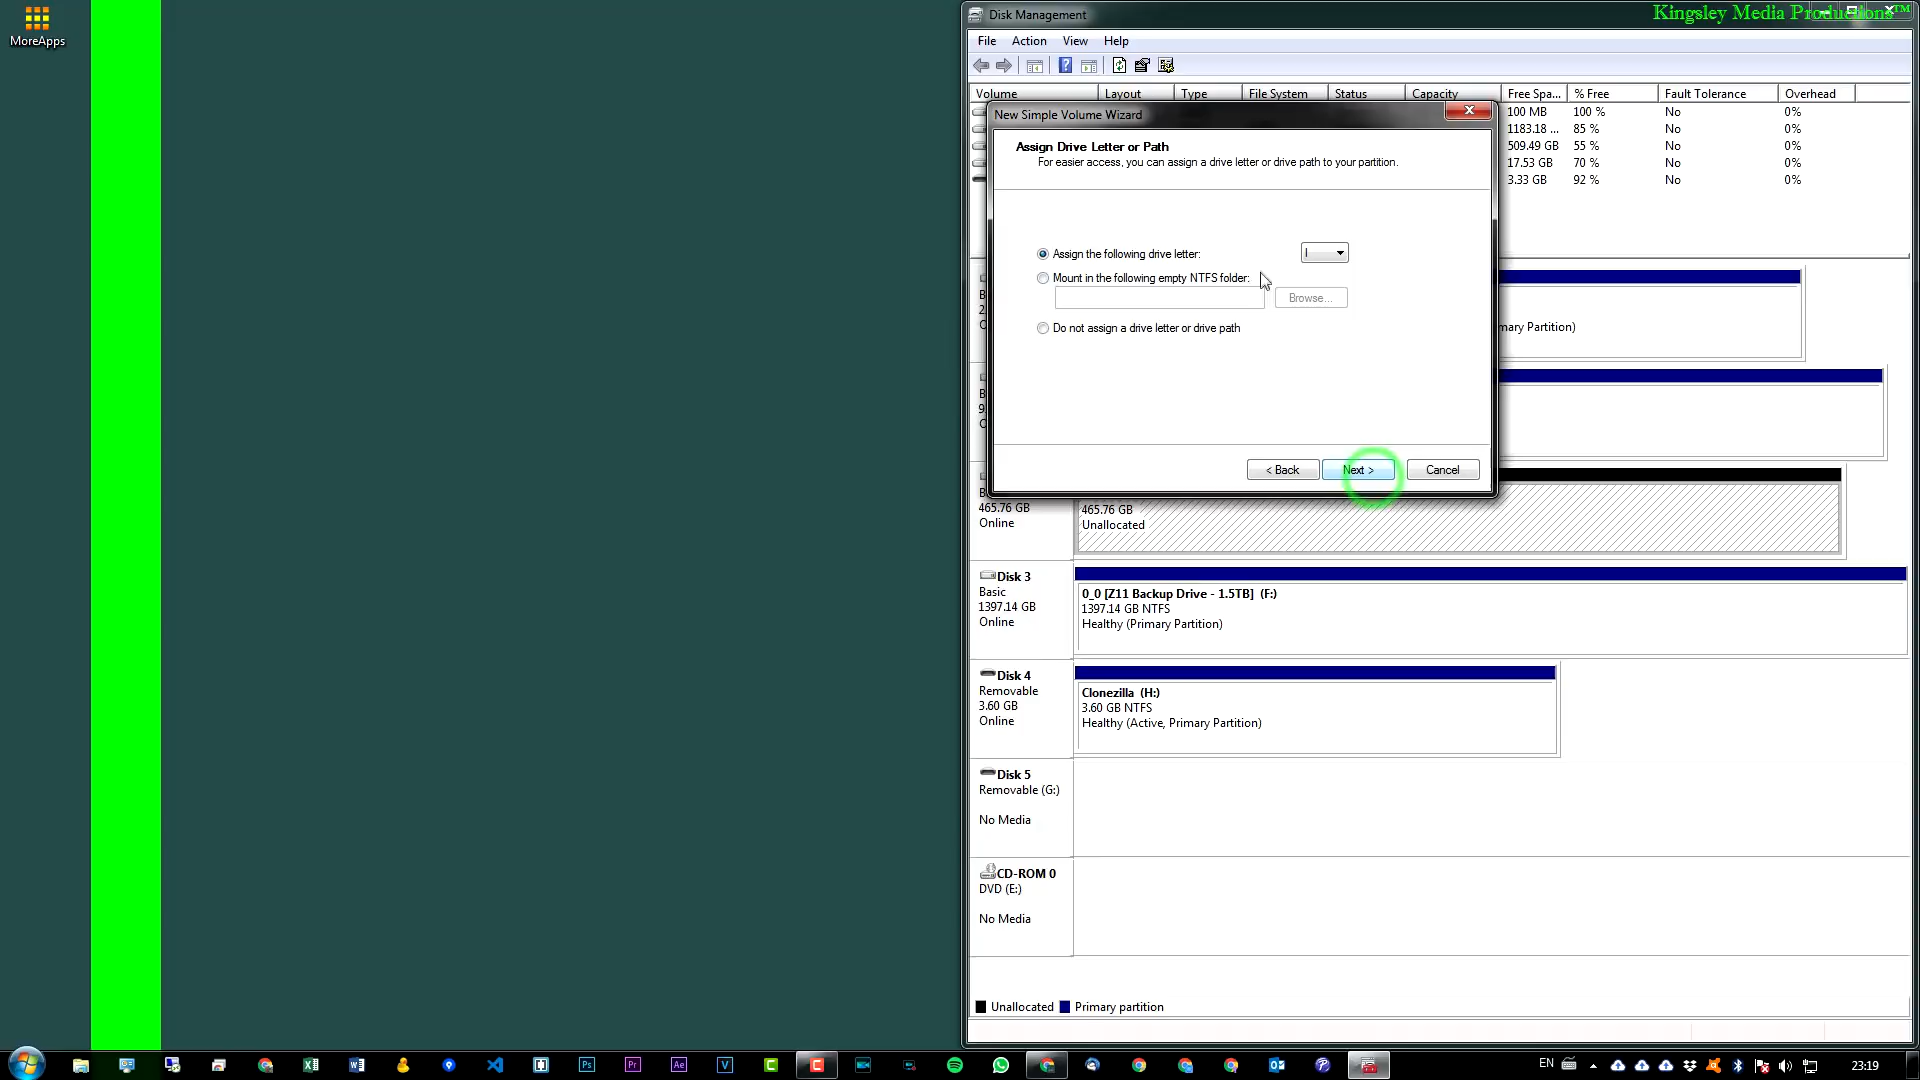 MoreApps
Disk Management
Kingsley Media Productions™
File Action View Help
Volume Layout Type File System Status Capacity Free Spa... % Free Fault Tolerance Overhead
100 MB 100 % No 0%
1183.18 ... 85 % No 0%
509.49 GB 55 % No 0%
17.53 GB 70 % No 0%
3.33 GB 92 % No 0%
New Simple Volume Wizard
Assign Drive Letter or Path
For easier access, you can assign a drive letter or drive path to your partition.
Assign the following drive letter: I
Mount in the following empty NTFS folder:
Browse...
Do not assign a drive letter or drive path
< Back Next > Cancel
mary Partition)
465.76 GB
Online
465.76 GB
Unallocated
Disk 3
Basic
1397.14 GB
Online
0_0 [Z11 Backup Drive - 1.5TB] (F:)
1397.14 GB NTFS
Healthy (Primary Partition)
Disk 4
Removable
3.60 GB
Online
Clonezilla (H:)
3.60 GB NTFS
Healthy (Active, Primary Partition)
Disk 5
Removable (G:)
No Media
CD-ROM 0
DVD (E:)
No Media
Unallocated Primary partition
EN
23:19